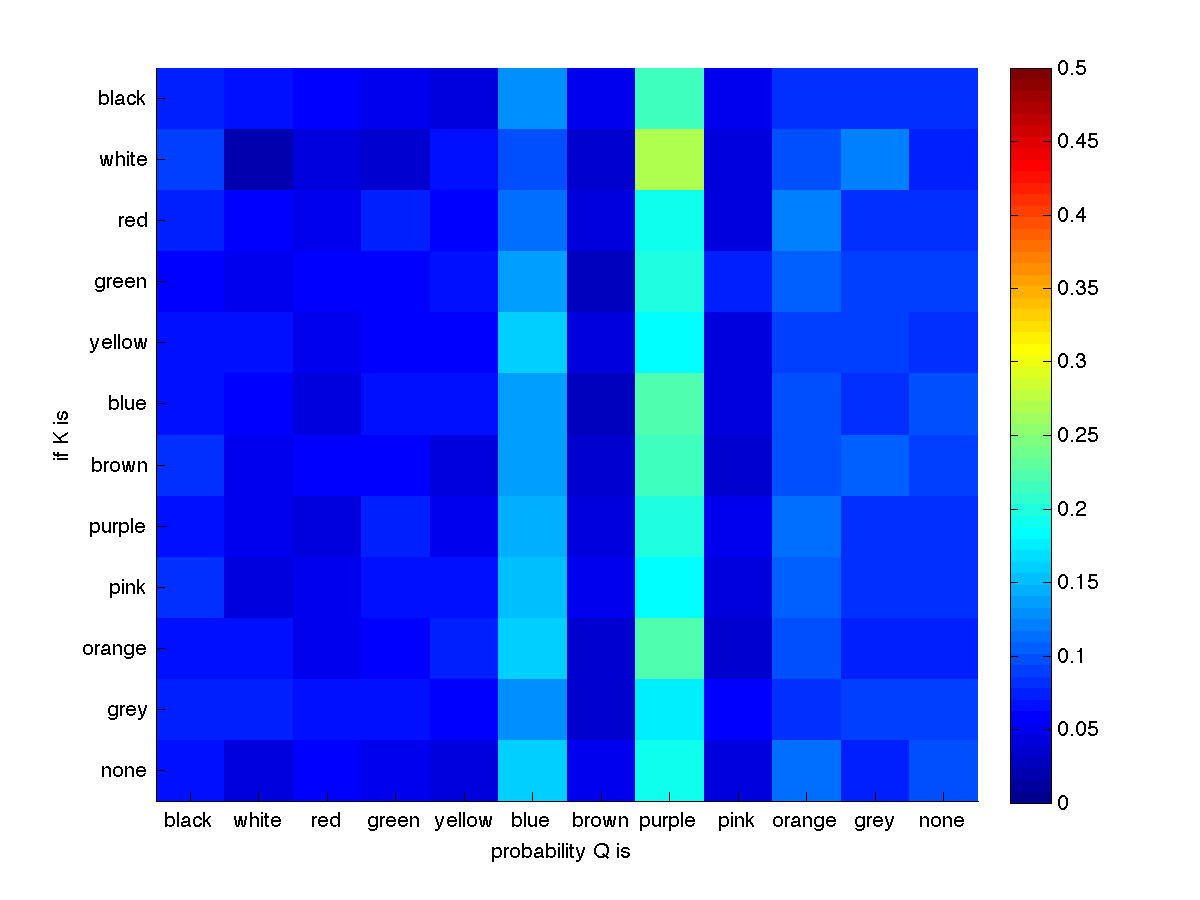 black
white
red
green
yellow
blue
brown
purple
pink
orange
grey
none
if K is
black white red green yellow blue brown purple pink orange grey none
probability Q is
0.5
0.45
0.4
0.35
0.3
0.25
0.2
0.15
0.1
0.05
0